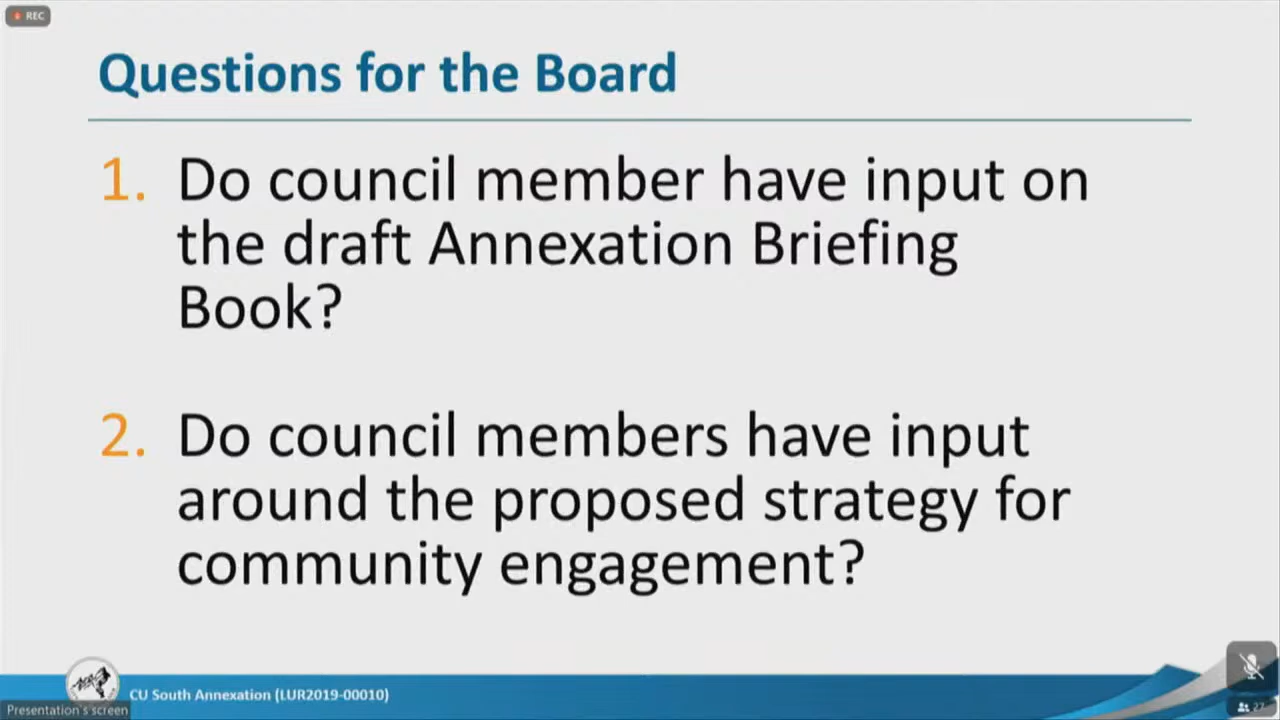 REC
Questions for the Board
1. Do council member have input on
the draft Annexation Briefing
Book?
2. Do council members have input
around the proposed strategy for
community engagement?
CU South Annexation (LUR2019-00010)
Presentation's screen
27